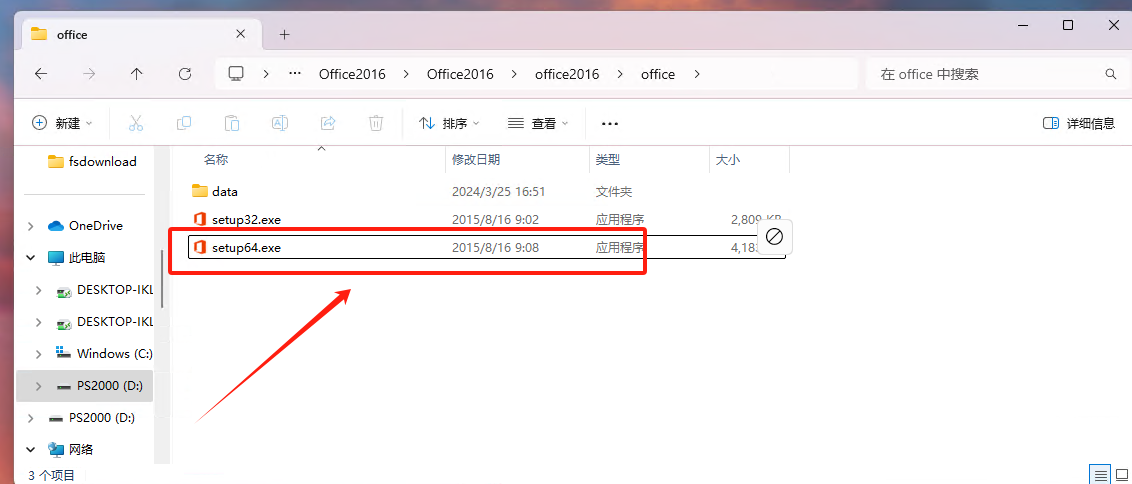 office
Office2016 Office2016 office2016 office
在 office 中搜索
新建 排序 查看 详细信息
fsdownload
OneDrive
此电脑
DESKTOP-IKL
DESKTOP-IKL
Windows (C:)
PS2000 (D:)
PS2000 (D:)
网络
名称 修改日期 类型 大小
data 2024/3/25 16:51 文件夹
setup32.exe 2015/8/16 9:02 应用程序 2,809 KB
setup64.exe 2015/8/16 9:08 应用程序
3 个项目